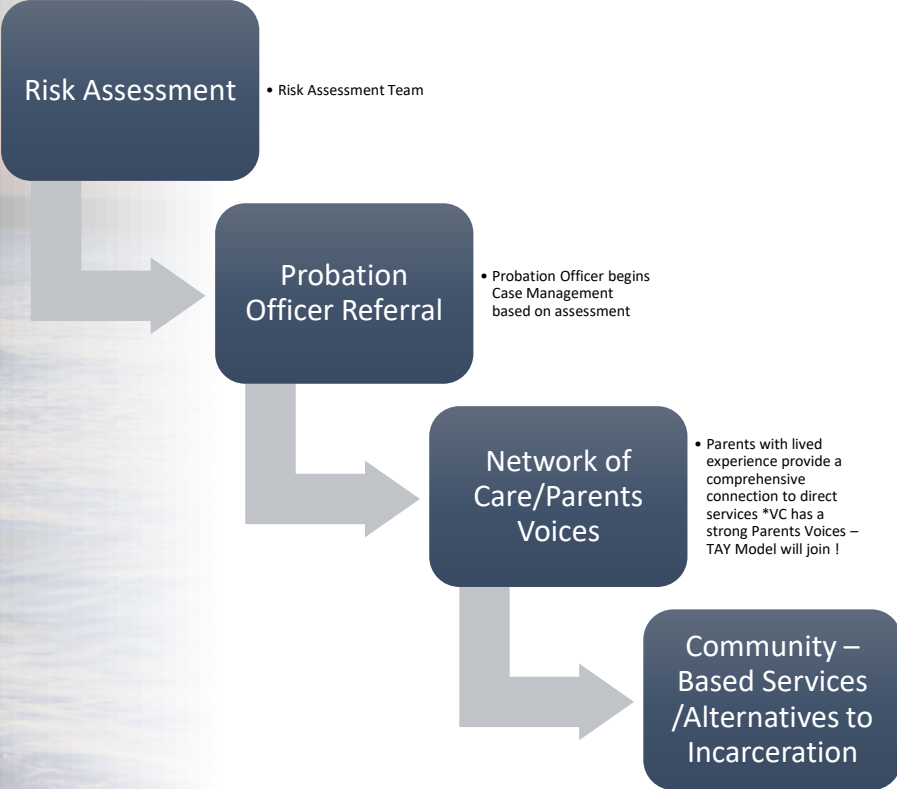 Risk Assessment
• Risk Assessment Team
Probation
Officer Referral
• Probation Officer begins
Case Management
based on assessment
Network of
Care/Parents
Voices
• Parents with lived
experience provide a
comprehensive
connection to direct
services *VC has a
strong Parents Voices –
TAY Model will join !
Community –
Based Services
/Alternatives to
Incarceration